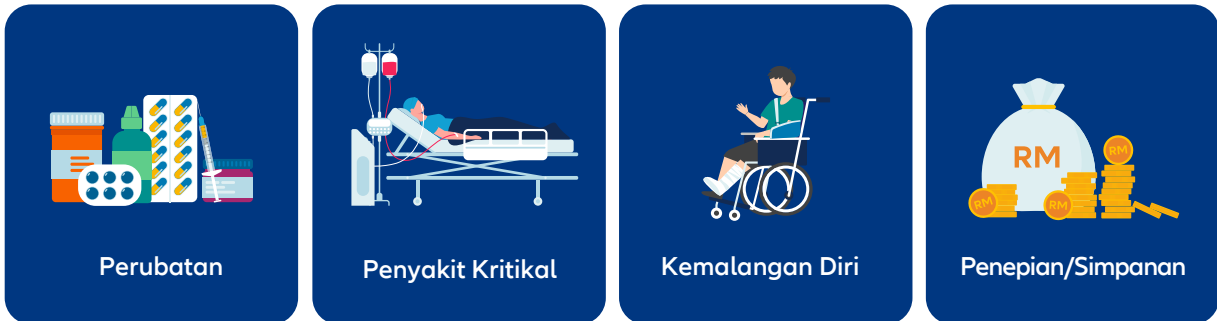 Perubatan
Penyakit Kritikal
Kemalangan Diri
RM
RM
RM
RM
Penepian/Simpanan